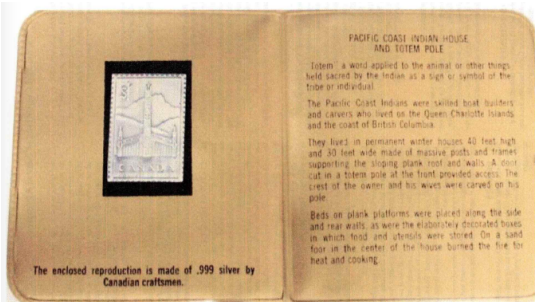 CANADA
The enclosed reproduction is made of .999 silver by
Canadian craftsmen.
PACIFIC COAST INDIAN HOUSE
AND TOTEM POLE
"Totem" a word applied to the animal or other things
held sacred by the Indian as a sign or symbol of the
tribe or individual.
The Pacific Coast Indians were skilled boat builders
and carvers who lived on the Queen Charlotte Islands
and the coast of British Columbia.
They lived in permanent winter houses 40 feet high
and 30 feet wide made of massive posts and frames
supporting the sloping plank roof and walls. A door
cut in a totem pole at the front provided access. The
crest of the owner and his wives were carved on his
pole.
Beds on plank platforms were placed along the side
and rear walls, as were the elaborately decorated boxes
in which food and utensils were stored. On a sand
foor in the center of the house burned the fire for
heat and cooking.